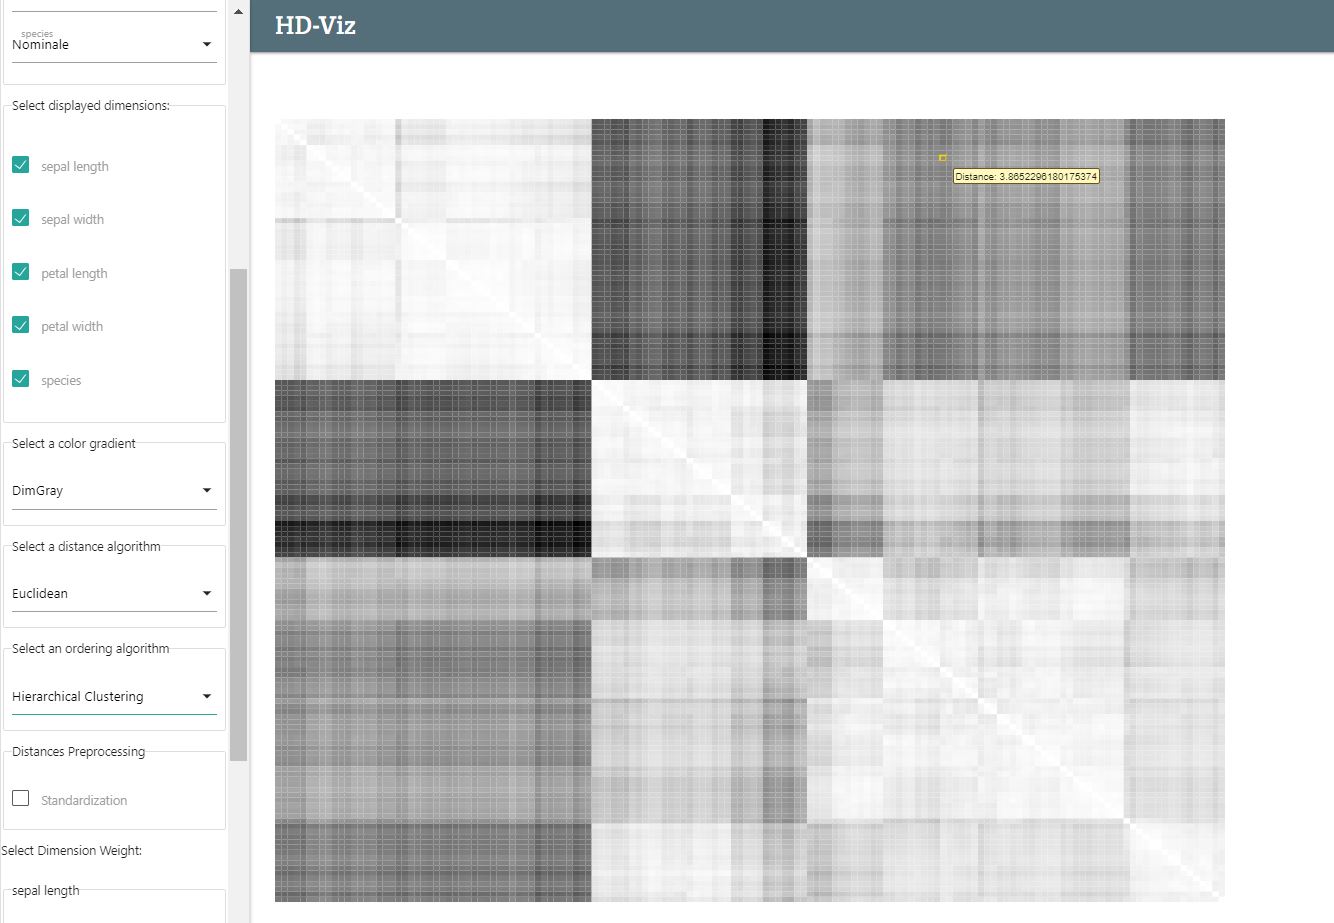 HD-Viz
species
Nominale
Select displayed dimensions:
sepal length
sepal width
petal length
petal width
species
Select a color gradient
DimGray
Select a distance algorithm
Euclidean
Select an ordering algorithm
Hierarchical Clustering
Distances Preprocessing
Standardization
Select Dimension Weight:
sepal length
Distance: 3.8652296180175374